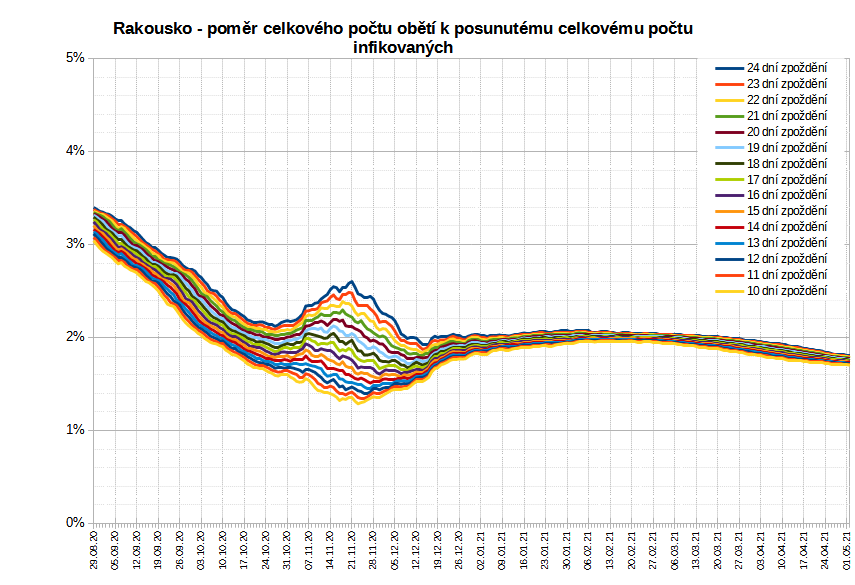 Rakousko - poměr celkového počtu obětí k posunutému celkovému počtu
infikovaných
5%
4%
3%
2%
1%
0%
24 dní zpoždění
23 dní zpoždění
22 dní zpoždění
21 dní zpoždění
20 dní zpoždění
19 dní zpoždění
18 dní zpoždění
17 dní zpoždění
16 dní zpoždění
15 dní zpoždění
14 dní zpoždění
13 dní zpoždění
12 dní zpoždění
11 dní zpoždění
10 dní zpoždění
29.08.20
05.09.20
12.09.20
19.09.20
26.09.20
03.10.20
10.10.20
17.10.20
24.10.20
31.10.20
07.11.20
14.11.20
21.11.20
28.11.20
05.12.20
12.12.20
19.12.20
26.12.20
02.01.21
09.01.21
16.01.21
23.01.21
30.01.21
06.02.21
13.02.21
20.02.21
27.02.21
06.03.21
13.03.21
20.03.21
27.03.21
03.04.21
10.04.21
17.04.21
24.04.21
01.05.21